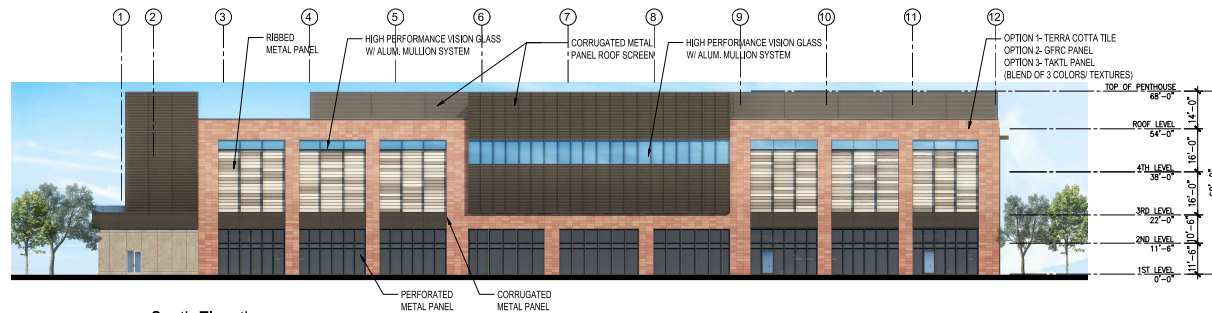 1 2 3 4 5 6 7 8 9 10 11 12
RIBBED
METAL PANEL
HIGH PERFORMANCE VISION GLASS
W/ ALUM. MULLION SYSTEM
CORRUGATED METAL
PANEL ROOF SCREEN
HIGH PERFORMANCE VISION GLASS
W/ ALUM. MULLION SYSTEM
OPTION 1- TERRA COTTA TILE
OPTION 2- GFRC PANEL
OPTION 3- TAKTL PANEL
(BLEND OF 3 COLORS/ TEXTURES)
TOP OF PENTHOUSE
68'-0"
14'-0"
ROOF LEVEL
54'-0"
16'-0"
4TH LEVEL
38'-0"
16'-0"
3RD LEVEL
22'-0"
10'-6"
2ND LEVEL
11'-6"
11'-6"
1ST LEVEL
0'-0"
PERFORATED
METAL PANEL
CORRUGATED
METAL PANEL